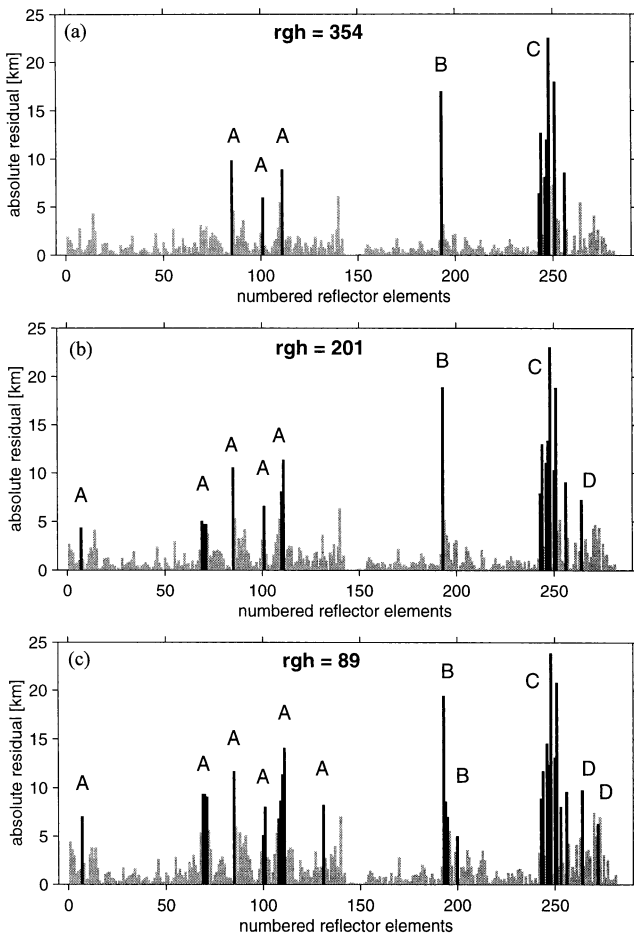 (a) rgh = 354
25
20
15
10
5
0
absolute residual [km]
A A A B C
0 50 100 150 200 250
numbered reflector elements
(b) rgh = 201
25
20
15
10
5
0
absolute residual [km]
A A A A A B C D
0 50 100 150 200 250
numbered reflector elements
(c) rgh = 89
25
20
15
10
5
0
absolute residual [km]
A A A A A A B B C D D
0 50 100 150 200 250
numbered reflector elements